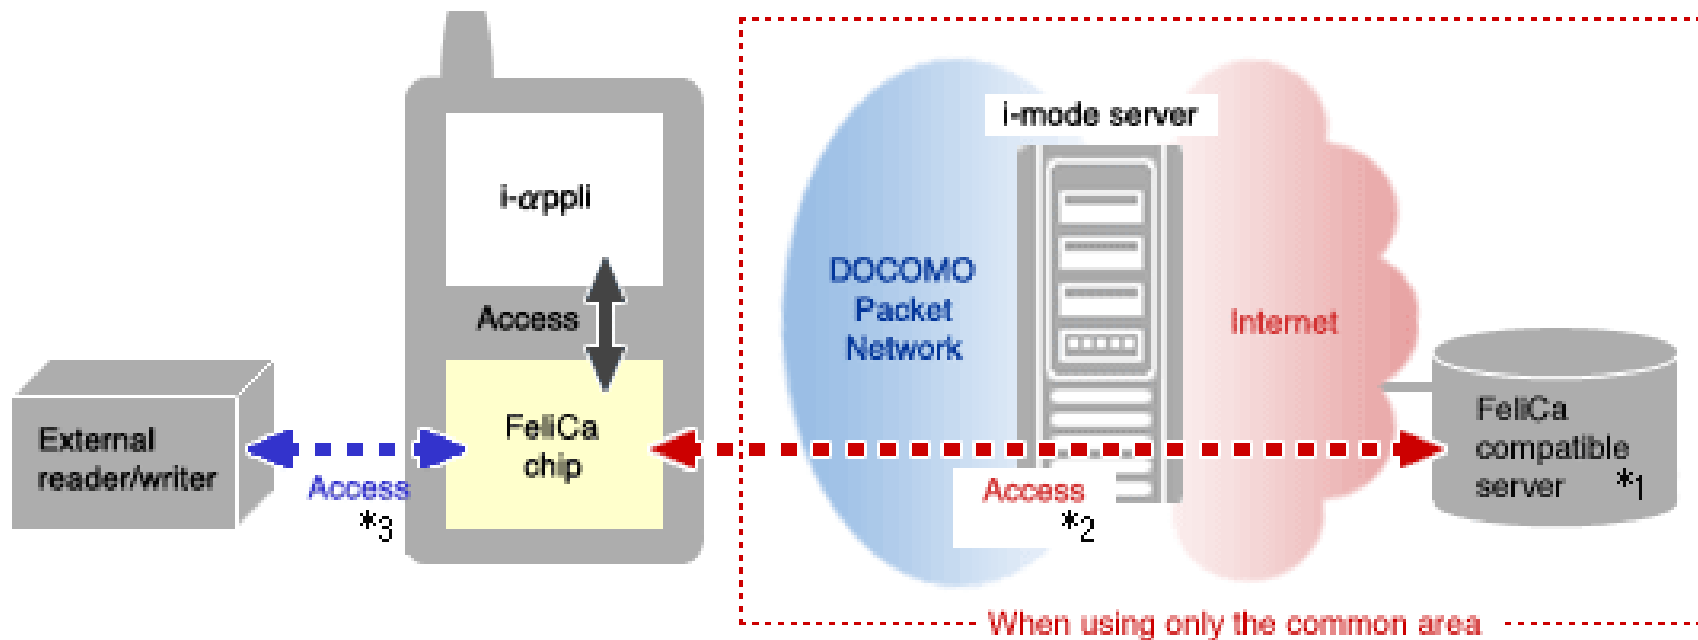 i-mode server
i-αppli
DOCOMO
Packet
Network
Internet
Access
FeliCa
chip
External
reader/writer
Access
*3
Access
*2
FeliCa
compatible
server *1
When using only the common area